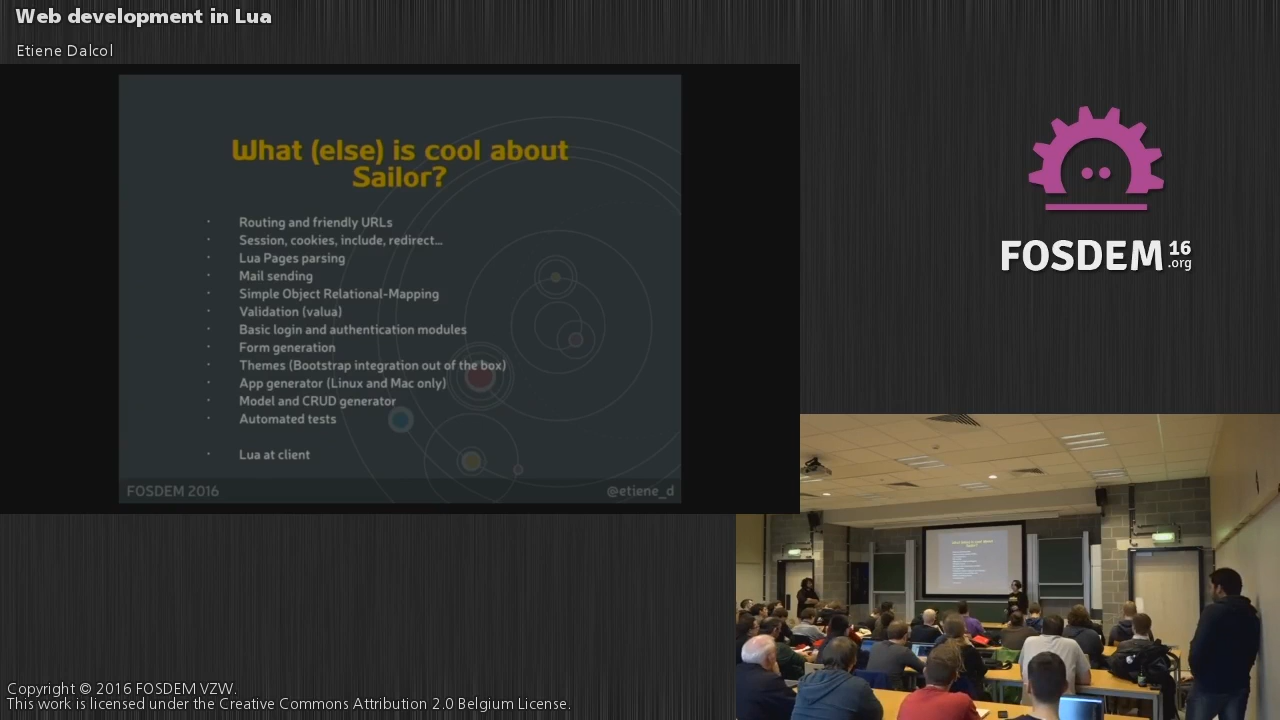 Web development in Lua
Etiene Dalcol
What (else) is cool about
Sailor?
· Routing and friendly URLs
· Session, cookies, include, redirect...
· Lua Pages parsing
· Mail sending
· Simple Object Relational-Mapping
· Validation (valua)
· Basic login and authentication modules
· Form generation
· Themes (Bootstrap integration out of the box)
· App generator (Linux and Mac only)
· Model and CRUD generator
· Automated tests
· Lua at client
FOSDEM 2016
@etiene_d
FOSDEM 16
.org
Copyright © 2016 FOSDEM VZW.
This work is licensed under the Creative Commons Attribution 2.0 Belgium License.